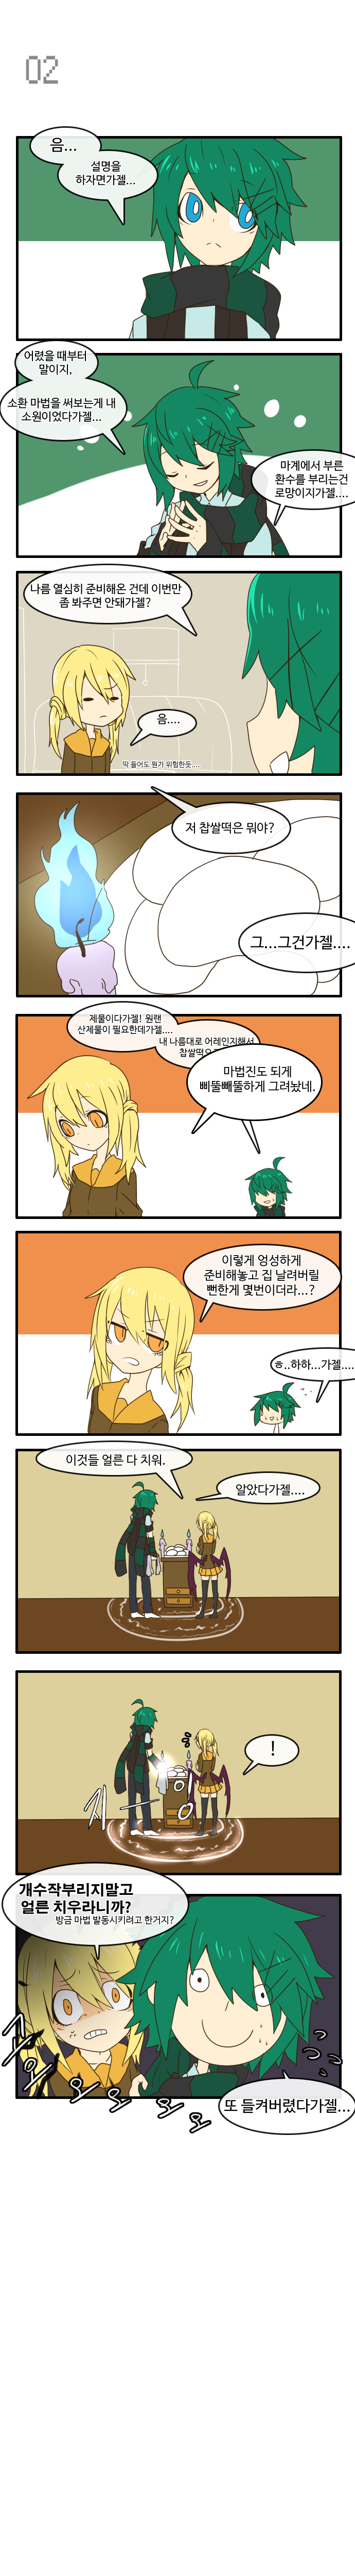 02
음...
설명을
하자면가젤...
어렸을 때부터
말이지,
소환 마법을 써보는게 내
소원이었다가젤...
마계에서 부른
환수를 부리는건
로망이지가젤....
나름 열심히 준비해온 건데 이번만
좀 봐주면 안돼가젤?
음....
딱 들어도 뭔가 위험한듯....
저 찹쌀떡은 뭐야?
그...그건가젤....
제물이다가젤! 원랜
산제물이 필요한데가젤....
내 나름대로 어레인지해서
찹쌀떡으
마법진도 되게
삐뚤빼뚤하게 그려놨네.
이렇게 엉성하게
준비해놓고 집 날려버릴
뻔한게 몇번이더라...?
ㅎ..하하...가젤....
이것들 얼른 다 치워.
알았다가젤....
!
지이잉
개수작부리지말고
얼른 치우라니까?
방금 마법 발동시키려고 한거지?
또 들켜버렸다가젤...